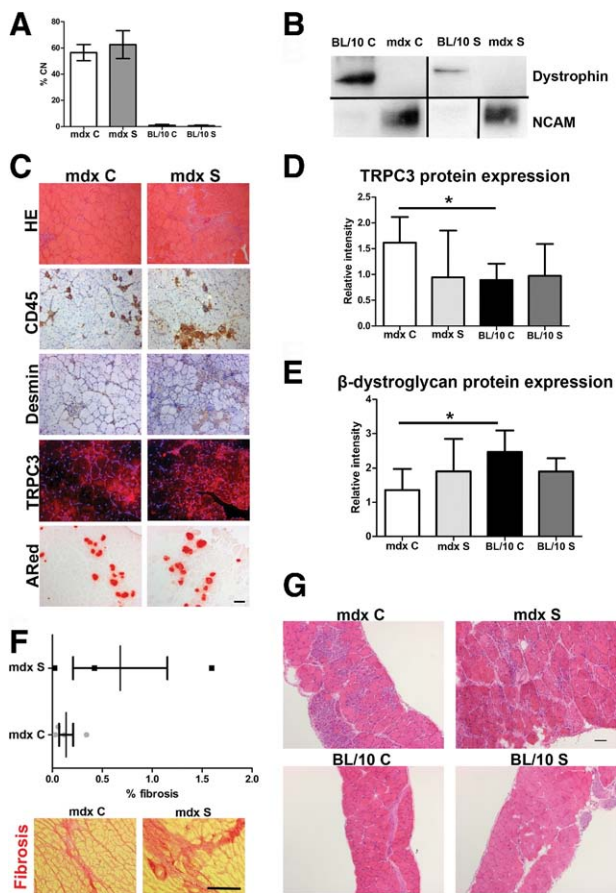 A
% CN
80
60
40
20
0
mdx C
mdx S
BL/10 C
BL/10 S
B
BL/10 C mdx C BL/10 S mdx S
Dystrophin
NCAM
C
mdx C mdx S
HE
CD45
Desmin
TRPC3
ARed
D
TRPC3 protein expression
Relative intensity
2.5
2.0
1.5
1.0
0.5
0.0
*
mdx C
mdx S
BL/10 C
BL/10 S
E
β-dystroglycan protein expression
Relative intensity
4
3
2
1
0
*
mdx C
mdx S
BL/10 C
BL/10 S
F
mdx S
mdx C
0.0 0.5 1.0 1.5 2.0
% fibrosis
mdx C mdx S
Fibrosis
G
mdx C mdx S
BL/10 C BL/10 S